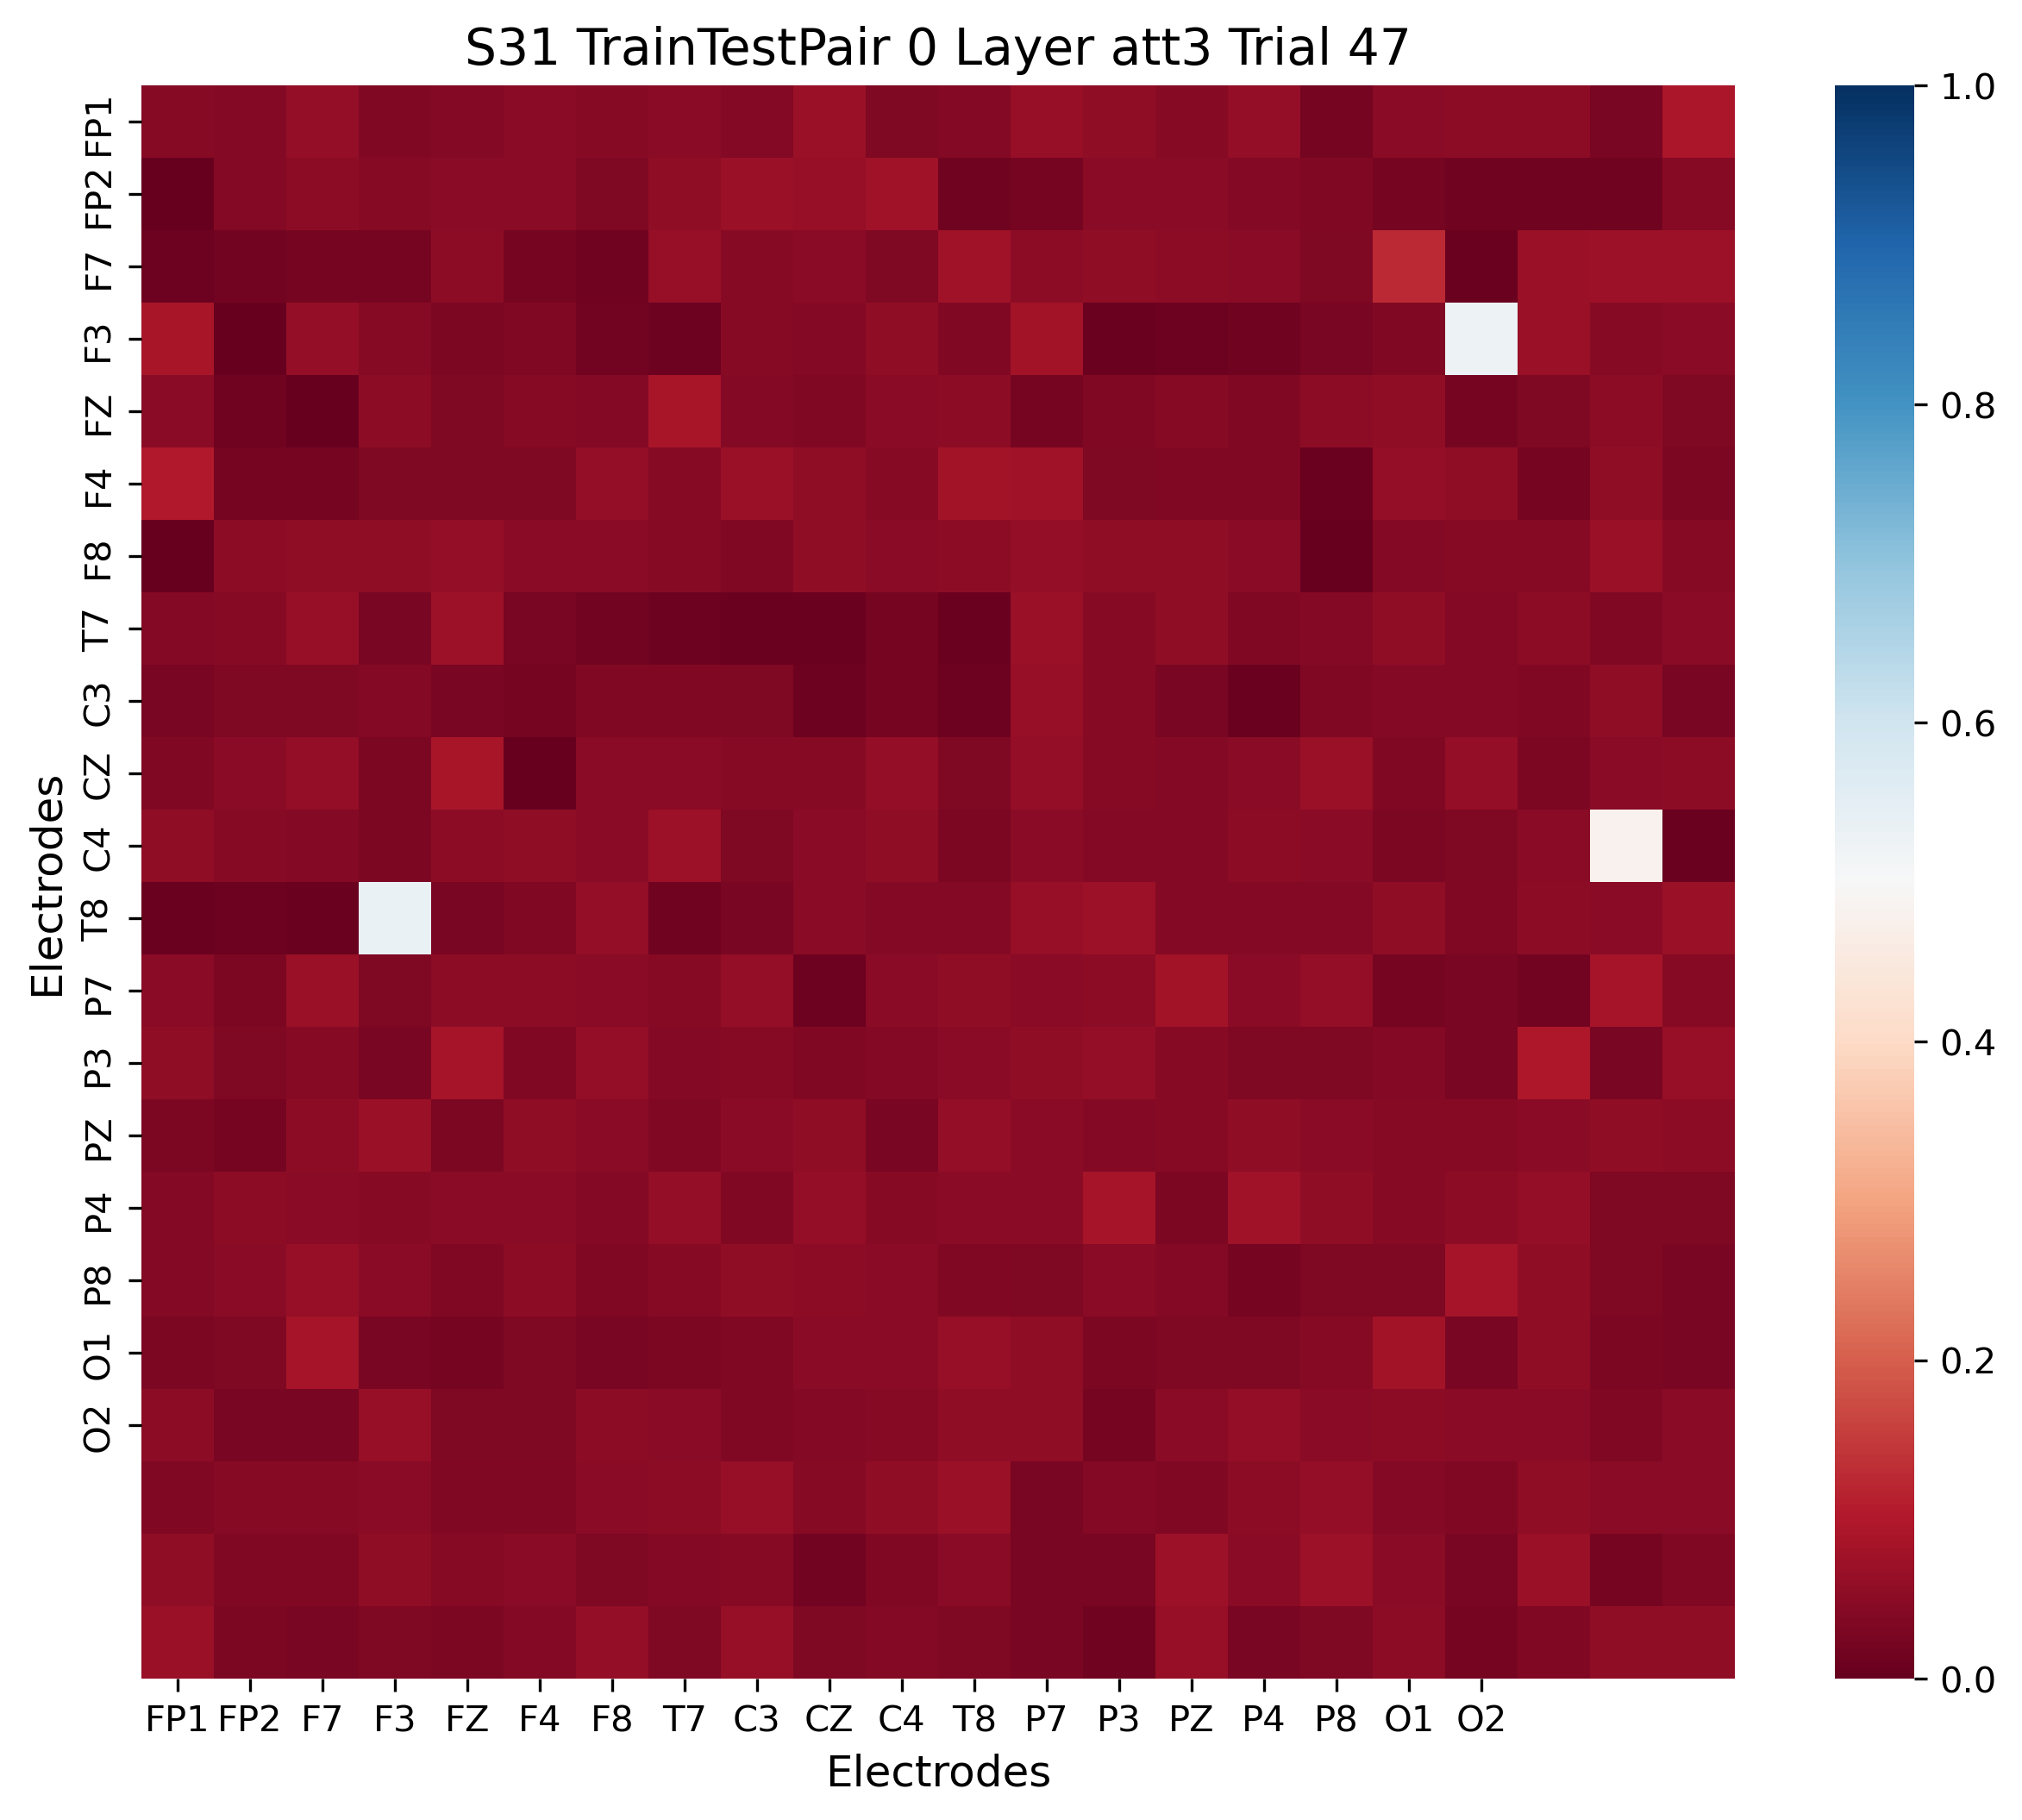 S31 TrainTestPair 0 Layer att3 Trial 47
Electrodes
FP1
FP2
F7
F3
FZ
F4
F8
T7
C3
CZ
C4
T8
P7
P3
PZ
P4
P8
O1
O2
FP1 FP2 F7 F3 FZ F4 F8 T7 C3 CZ C4 T8 P7 P3 PZ P4 P8 O1 O2
Electrodes
1.0
0.8
0.6
0.4
0.2
0.0